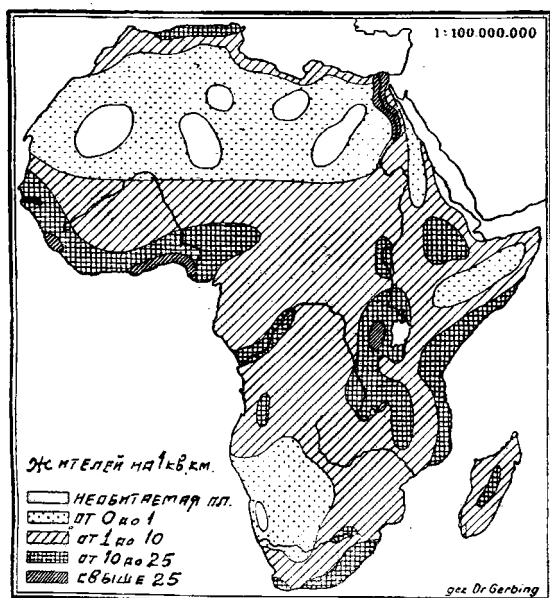 1:100.000.000
жителей на 1 кв. км.
необитаемая пл.
от 0 до 1
от 1 до 10
от 10 до 25
свыше 25
gez Dr Gerbing